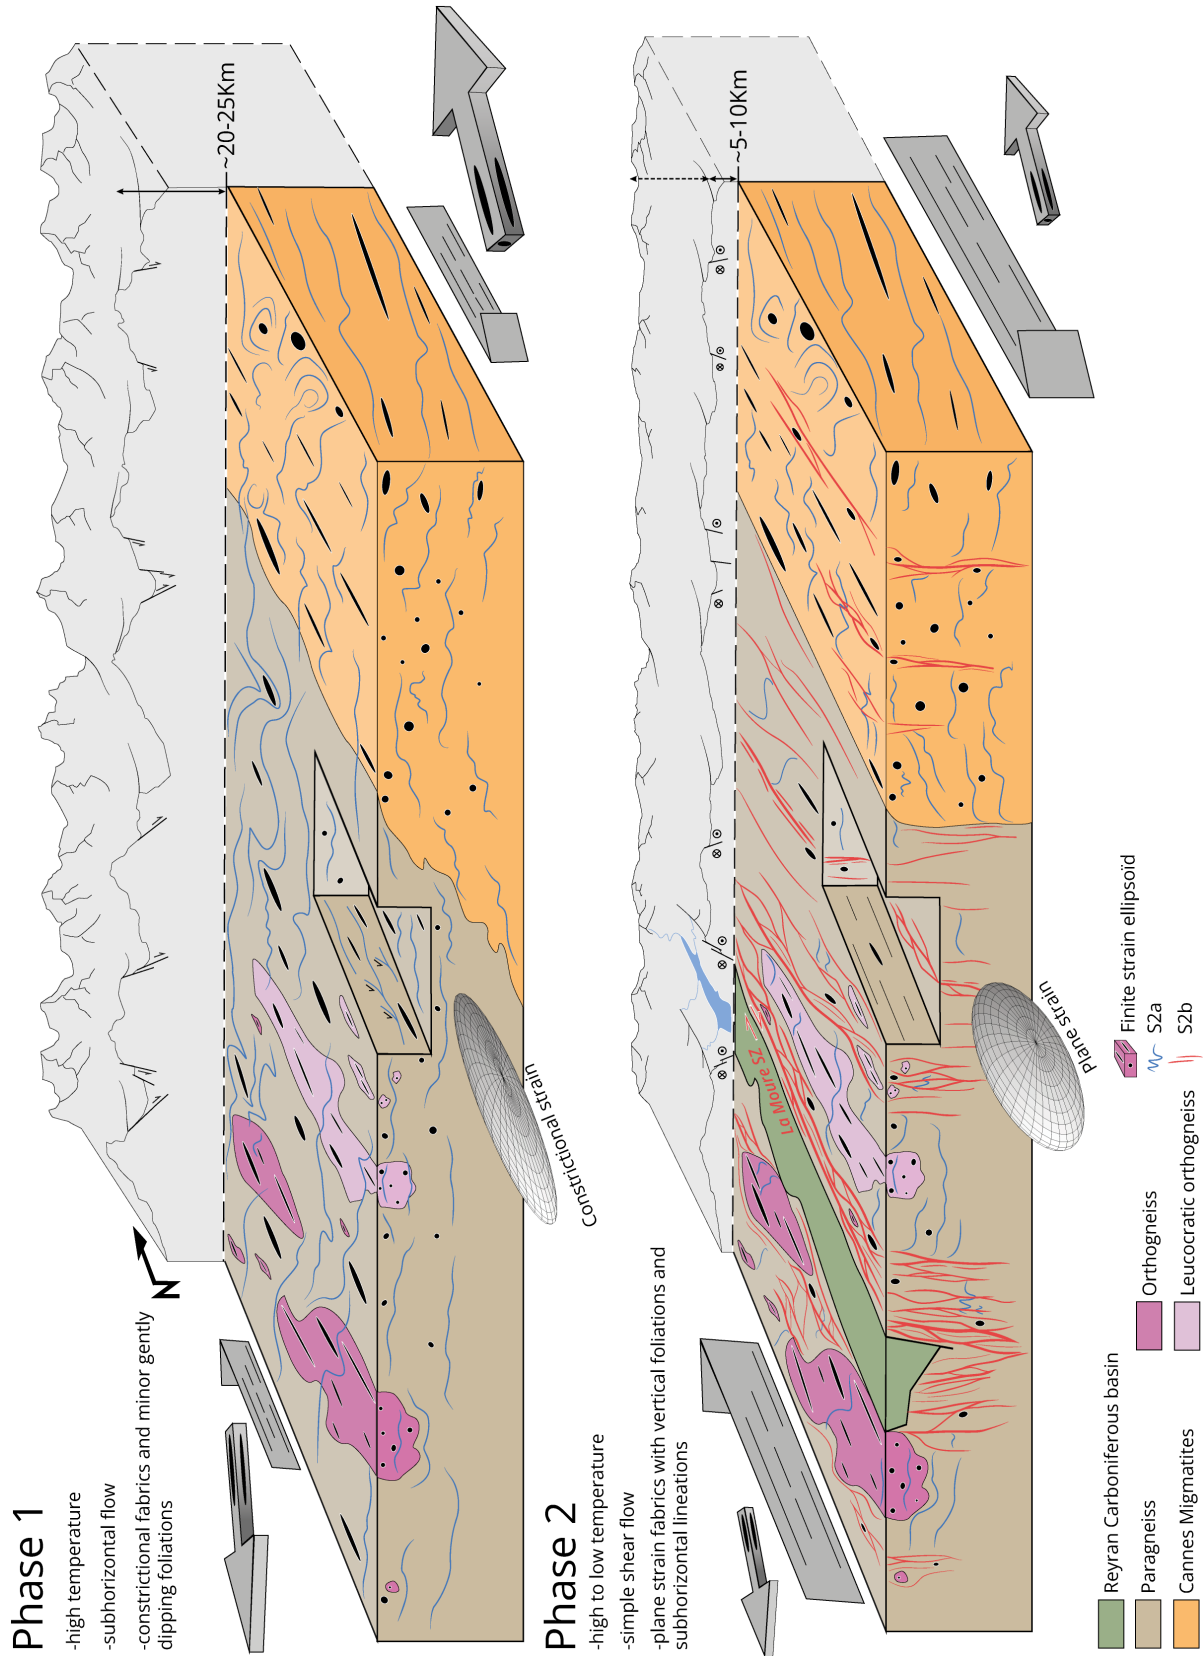 Phase 1
-high temperature
-subhorizontal flow
-constrictional fabrics and minor gently
dipping foliations
N
~20-25Km
Constrictional strain
Phase 2
-high to low temperature
-simple shear flow
-plane strain fabrics with vertical foliations and
subhorizontal lineations
~5-10Km
La Moure SZ
Plane strain
Reyran Carboniferous basin
Paragneiss
Cannes Migmatites
Orthogneiss
Leucocratic orthogneiss
Finite strain ellipsoïd
S2a
S2b